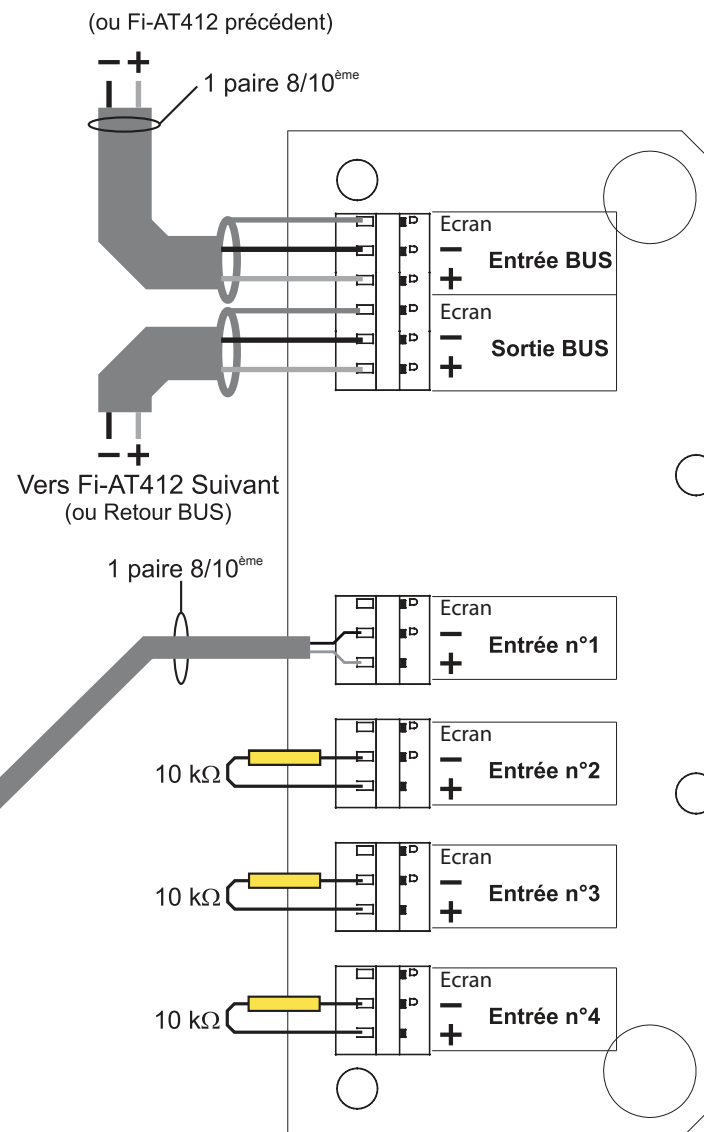 (ou Fi-AT412 précédent)
− +
1 paire 8/10ème
Ecran
−
+
Entrée BUS
Ecran
−
+
Sortie BUS
− +
Vers Fi-AT412 Suivant
(ou Retour BUS)
1 paire 8/10ème
Ecran
−
+
Entrée n°1
Ecran
−
+
Entrée n°2
10 kΩ
Ecran
−
+
Entrée n°3
10 kΩ
Ecran
−
+
Entrée n°4
10 kΩ